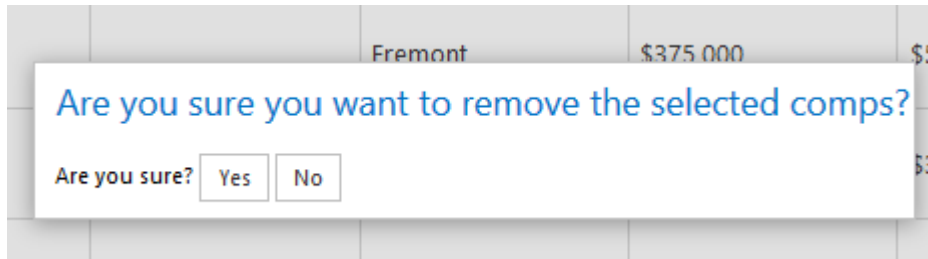 Fremont $375,000
Are you sure you want to remove the selected comps?
Are you sure? Yes No